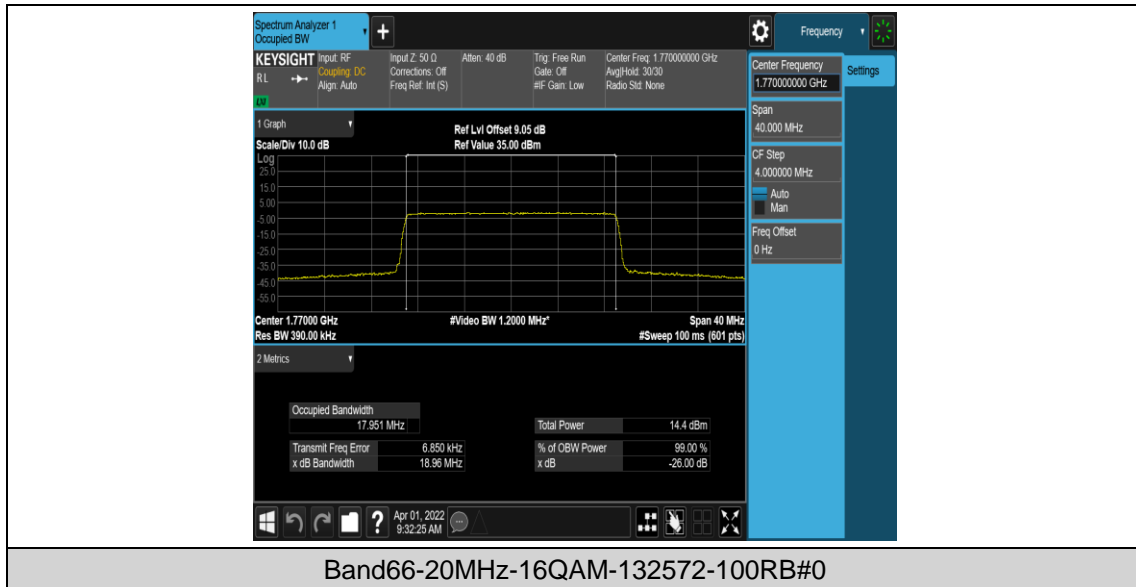 Spectrum Analyzer 1
Occupied BW
+
Frequency
KEYSIGHT Input: RF Input Z: 50 Ω Atten: 40 dB Trig: Free Run Center Freq: 1.770000000 GHz
RL Coupling: DC Corrections: Off Gate: Off Avg|Hold: 30/30
Align: Auto Freq Ref: Int (S) #IF Gain: Low Radio Std: None
LXI
Center Frequency
1.770000000 GHz
Settings
Span
40.000 MHz
CF Step
4.000000 MHz
Auto
Man
Freq Offset
0 Hz
1 Graph
Ref Lvl Offset 9.05 dB
Scale/Div 10.0 dB Ref Value 35.00 dBm
Log
25.0
15.0
5.00
-5.00
-15.0
-25.0
-35.0
-45.0
-55.0
Center 1.77000 GHz #Video BW 1.2000 MHz* Span 40 MHz
Res BW 390.00 kHz #Sweep 100 ms (601 pts)
2 Metrics
Occupied Bandwidth
17.951 MHz Total Power 14.4 dBm
Transmit Freq Error 6.850 kHz % of OBW Power 99.00 %
x dB Bandwidth 18.96 MHz x dB -26.00 dB
?
Apr 01, 2022
9:32:25 AM
Band66-20MHz-16QAM-132572-100RB#0